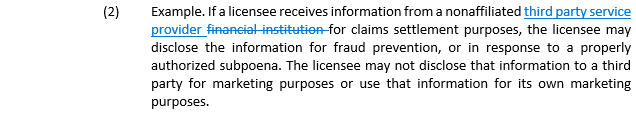 (2) Example. If a licensee receives information from a nonaffiliated third party service
provider financial institution for claims settlement purposes, the licensee may
disclose the information for fraud prevention, or in response to a properly
authorized subpoena. The licensee may not disclose that information to a third
party for marketing purposes or use that information for its own marketing
purposes.